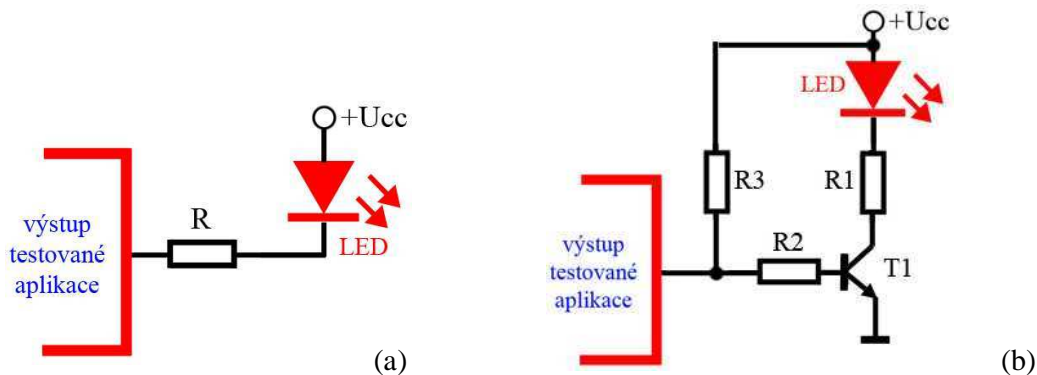 +Ucc
LED
R
výstup
testované
aplikace
(a)
+Ucc
LED
R3
R1
R2
T1
výstup
testované
aplikace
(b)